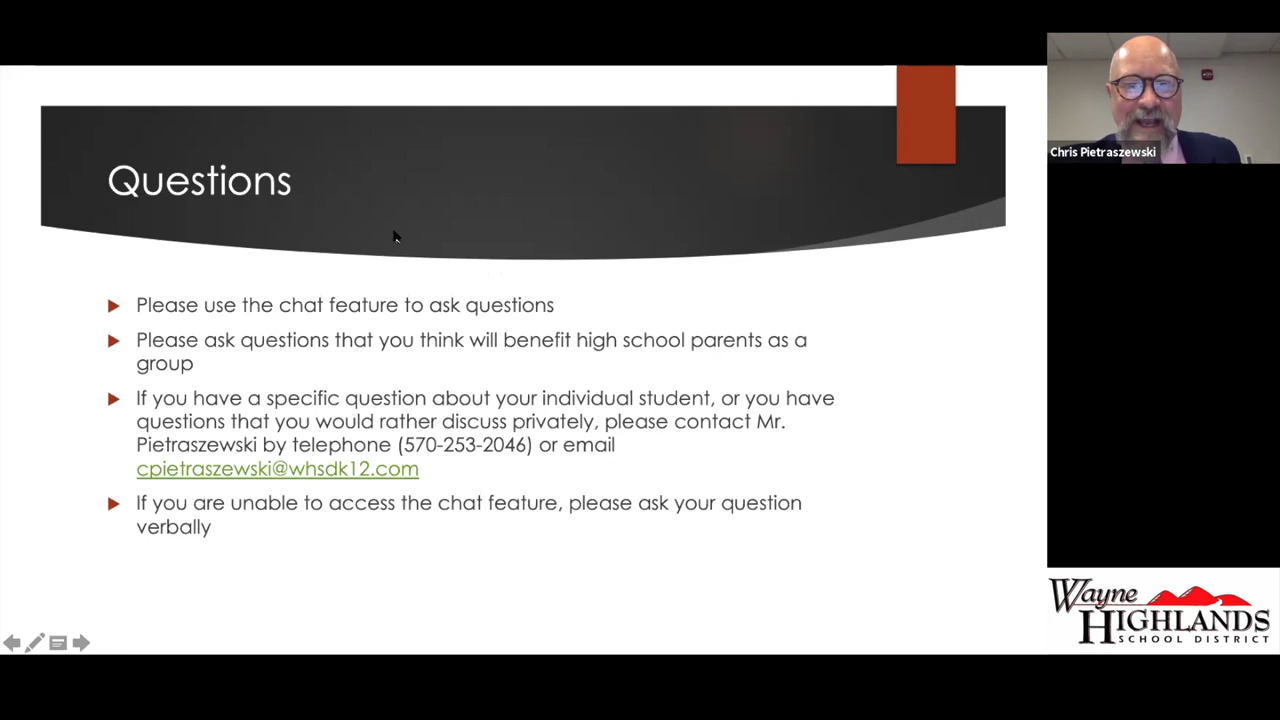 Questions
Please use the chat feature to ask questions
Please ask questions that you think will benefit high school parents as a
group
If you have a specific question about your individual student, or you have
questions that you would rather discuss privately, please contact Mr.
Pietraszewski by telephone (570-253-2046) or email
cpietraszewski@whsdk12.com
If you are unable to access the chat feature, please ask your question
verbally
Chris Pietraszewski
Wayne
HIGHLANDS
SCHOOL DISTRICT